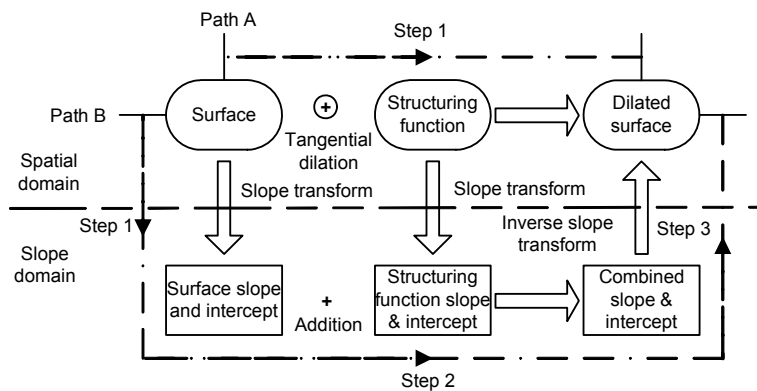 Path A
Step 1
Path B
Surface
Tangential
dilation
Structuring
function
Dilated
surface
Spatial
domain
Slope transform
Slope transform
Step 1
Inverse slope
transform
Step 3
Slope
domain
Surface slope
and intercept
+
Addition
Structuring
function slope
& intercept
Combined
slope &
intercept
Step 2